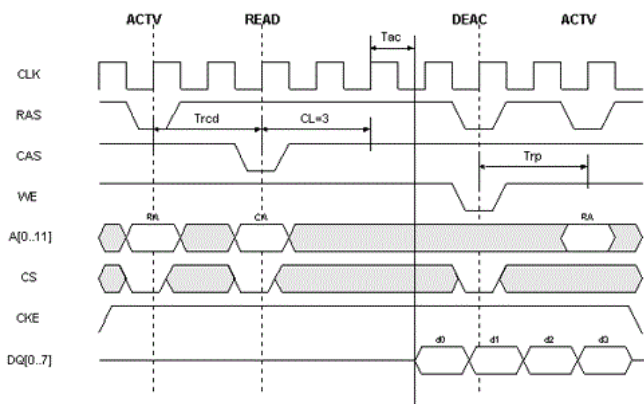 ACTV READ DEAC ACTV
Tac
CLK
RAS
Trcd CL=3
CAS
Trp
WE
RA CA RA
A[0..11]
CS
CKE
d0 d1 d2 d3
DQ[0..7]